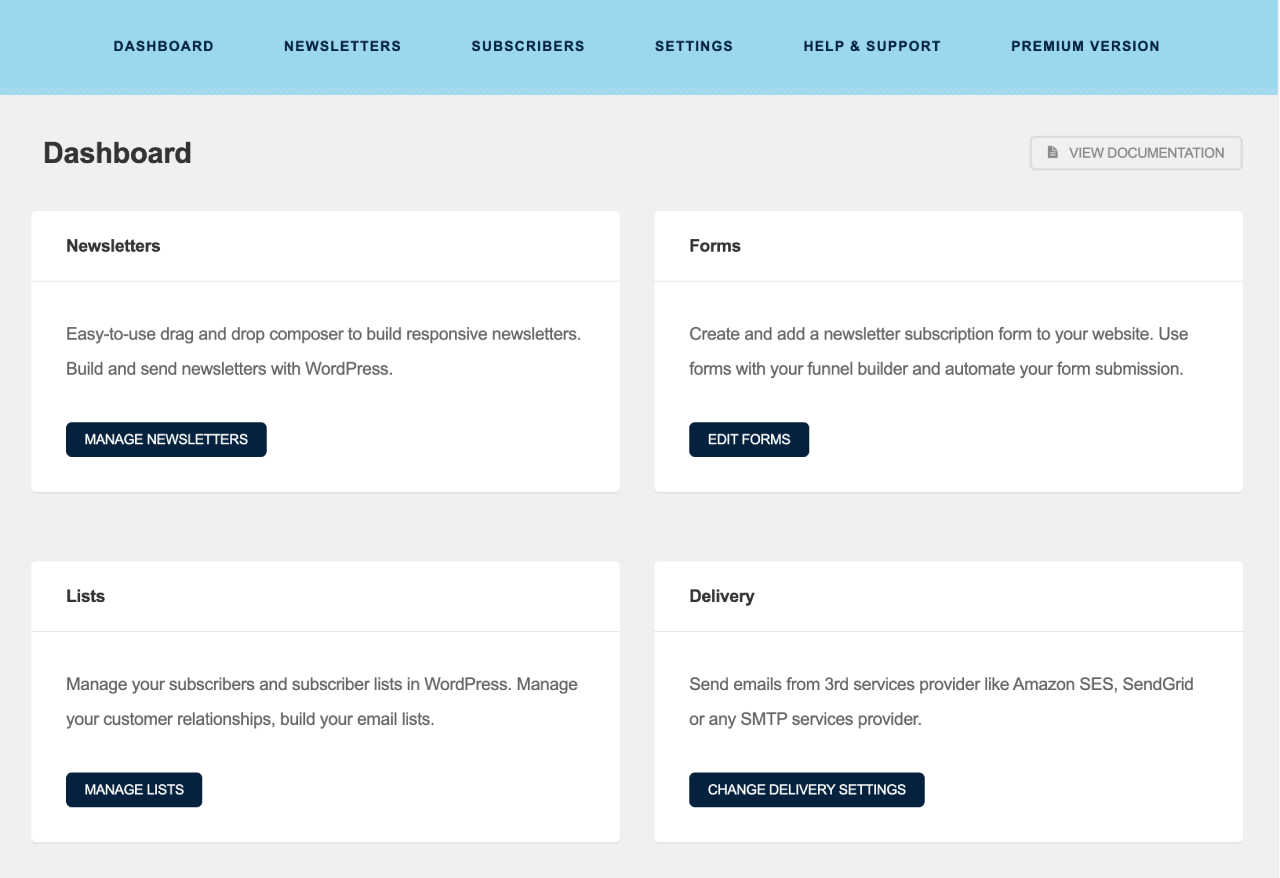 DASHBOARD NEWSLETTERS SUBSCRIBERS SETTINGS HELP & SUPPORT PREMIUM VERSION
Dashboard
VIEW DOCUMENTATION
Newsletters
Easy-to-use drag and drop composer to build responsive newsletters.
Build and send newsletters with WordPress.
MANAGE NEWSLETTERS
Forms
Create and add a newsletter subscription form to your website. Use
forms with your funnel builder and automate your form submission.
EDIT FORMS
Lists
Manage your subscribers and subscriber lists in WordPress. Manage
your customer relationships, build your email lists.
MANAGE LISTS
Delivery
Send emails from 3rd services provider like Amazon SES, SendGrid
or any SMTP services provider.
CHANGE DELIVERY SETTINGS